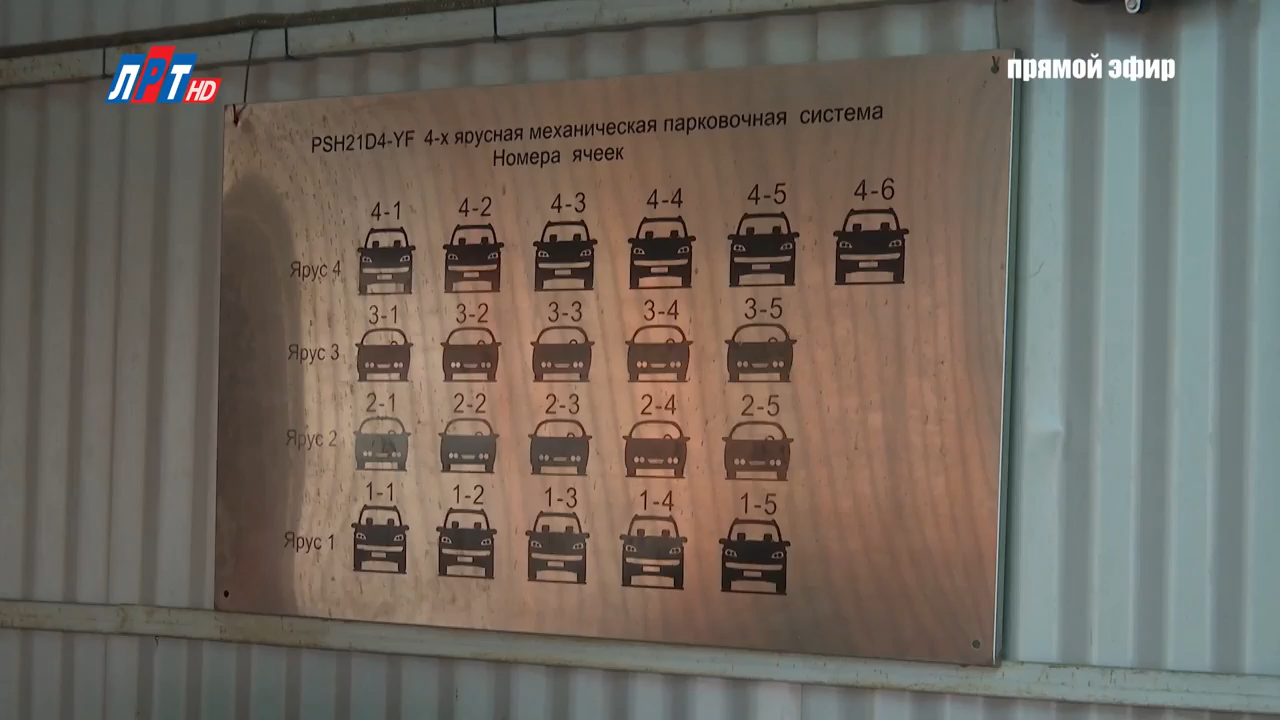 ЛРТ HD
ПРЯМОЙ ЭФИР
PSH21D4-YF 4-х ярусная механическая парковочная система
Номера ячеек
4-1 4-2 4-3 4-4 4-5 4-6
Ярус 4
3-1 3-2 3-3 3-4 3-5
Ярус 3
2-1 2-2 2-3 2-4 2-5
Ярус 2
1-1 1-2 1-3 1-4 1-5
Ярус 1